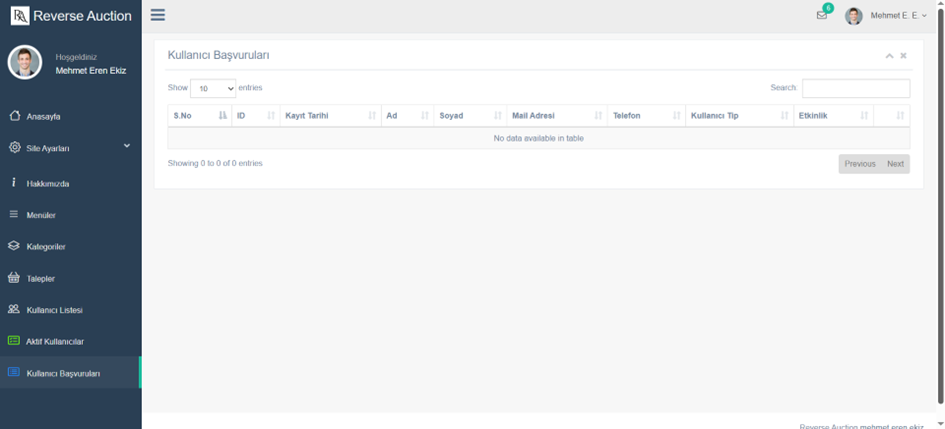 Reverse Auction
6
Mehmet E. E.
Hoşgeldiniz
Mehmet Eren Ekiz
Anasayfa
Site Ayarları
Hakkımızda
Menüler
Kategoriler
Talepler
Kullanıcı Listesi
Aktif Kullanıcılar
Kullanıcı Başvuruları
Kullanıcı Başvuruları
Show 10 entries
Search:
S.No ID Kayıt Tarihi Ad Soyad Mail Adresi Telefon Kullanıcı Tip Etkinlik
No data available in table
Showing 0 to 0 of 0 entries
Previous Next
Reverse Auction mehmet eren ekiz